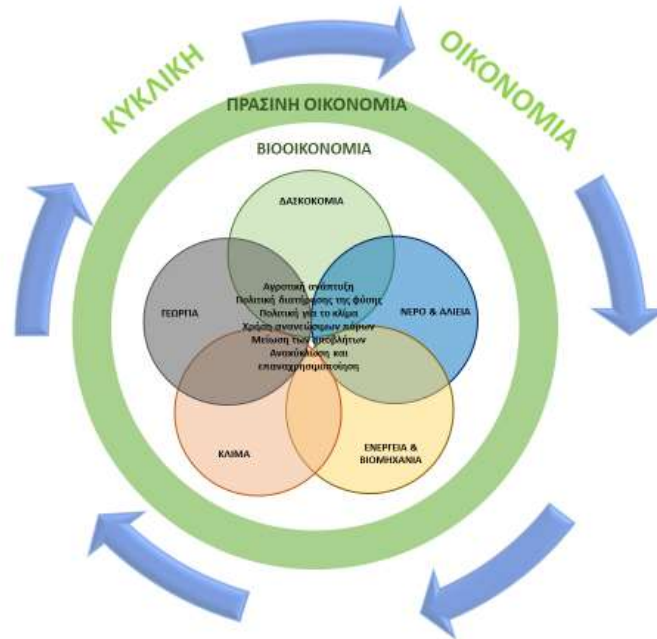 ΚΥΚΛΙΚΗ
ΟΙΚΟΝΟΜΙΑ
ΠΡΑΣΙΝΗ ΟΙΚΟΝΟΜΙΑ
ΒΙΟΟΙΚΟΝΟΜΙΑ
ΔΑΣΚΟΚΟΜΙΑ
ΓΕΩΡΓΙΑ
Αγροτική ανάπτυξη
Πολιτική διατήρησης της φύσης
Πολιτική για το κλίμα
Χρήση ανανεώσιμων πόρων
Μείωση των αποβλήτων
Ανακύκλωση και
επαναχρησιμοποίηση
ΝΕΡΟ & ΑΛΙΕΙΑ
ΚΛΙΜΑ
ΕΝΕΡΓΕΙΑ &
ΒΙΟΜΗΧΑΝΙΑ